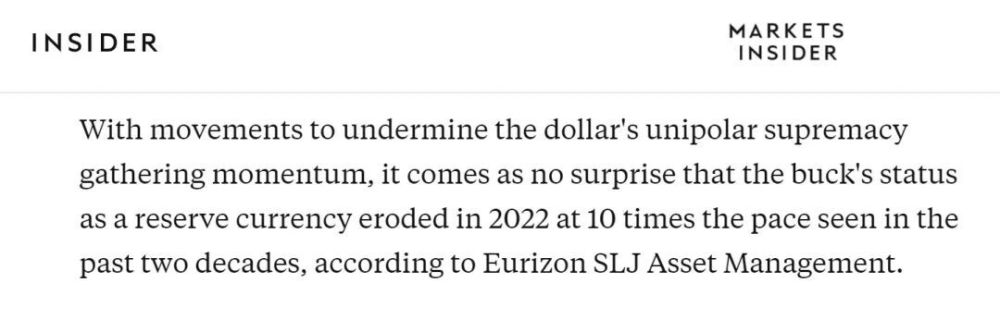 INSIDER
MARKETS
INSIDER
With movements to undermine the dollar's unipolar supremacy
gathering momentum, it comes as no surprise that the buck's status
as a reserve currency eroded in 2022 at 10 times the pace seen in the
past two decades, according to Eurizon SLJ Asset Management.